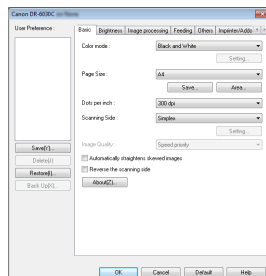 Canon DR-6030C on
User Preference :
Save(Y)...
Delete(J)
Restore(I)...
Back Up(K)...
Basic Brightness Image processing Feeding Others Imprinter/Addo
Color mode :
Black and White
Setting...
Page Size :
A4
Save...
Area...
Dots per inch :
300 dpi
Scanning Side :
Simplex
Setting...
Image Quality:
Speed priority
Automatically straightens skewed images
Reverse the scanning side
About(Z)...
OK Cancel Default Help